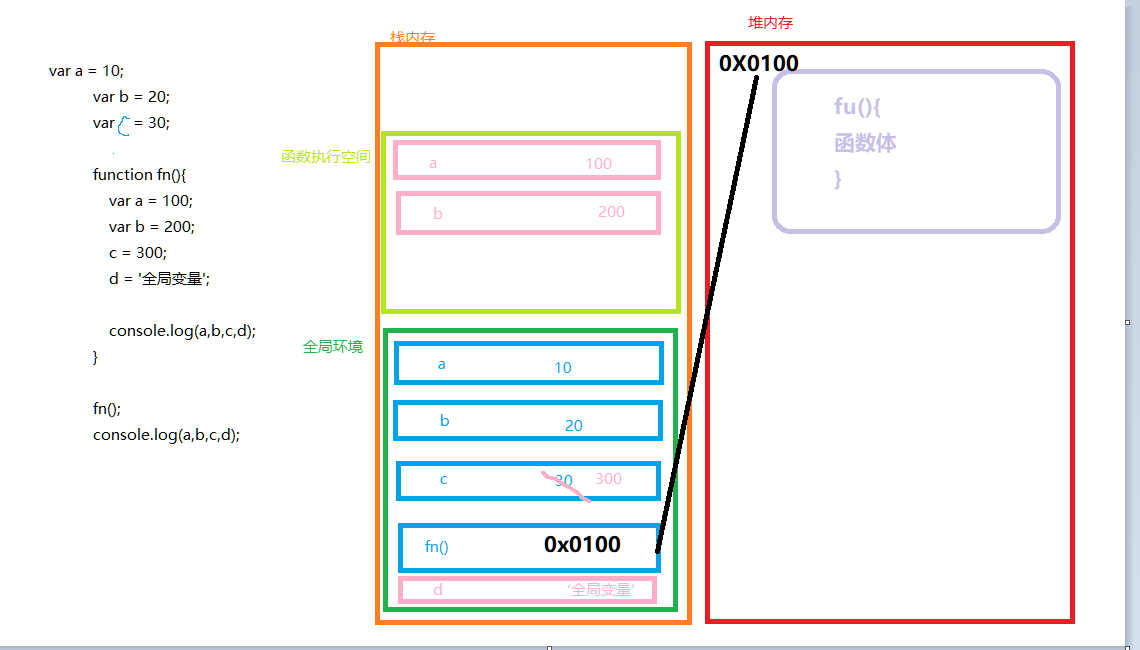 var a = 10;
var b = 20;
var c = 30;
function fn(){
var a = 100;
var b = 200;
c = 300;
d = '全局变量';
console.log(a,b,c,d);
}
fn();
console.log(a,b,c,d);
栈内存
函数执行空间
a 100
b 200
全局环境
a 10
b 20
c 30 300
fn() 0x0100
d '全局变量'
堆内存
0X0100
fu(){
函数体
}